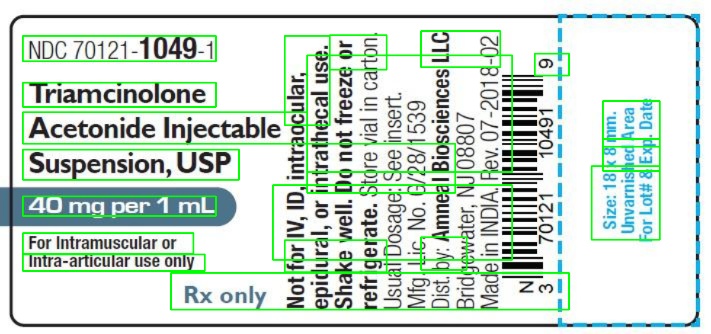 NDC 70121-1049-1
Triamcinolone
Acetonide Injectable
Suspension, USP
40 mg per 1 mL
For Intramuscular or
Intra-articular use only
Rx only
Not for IV, ID, intraocular,
epidural, or intrathecal use.
Shake well. Do not freeze or
refrigerate. Store vial in carton.
Usual Dosage: See insert.
Mfg. Lic. No. G/28/1539
Dist. by: Amneal Biosciences LLC
Bridgewater, NJ 08807
Made in INDIA. Rev. 07-2018-02
N
3 70121 10491 9
Size: 18 x 8 mm.
Unvarnished Area
For Lot# & Exp. Date